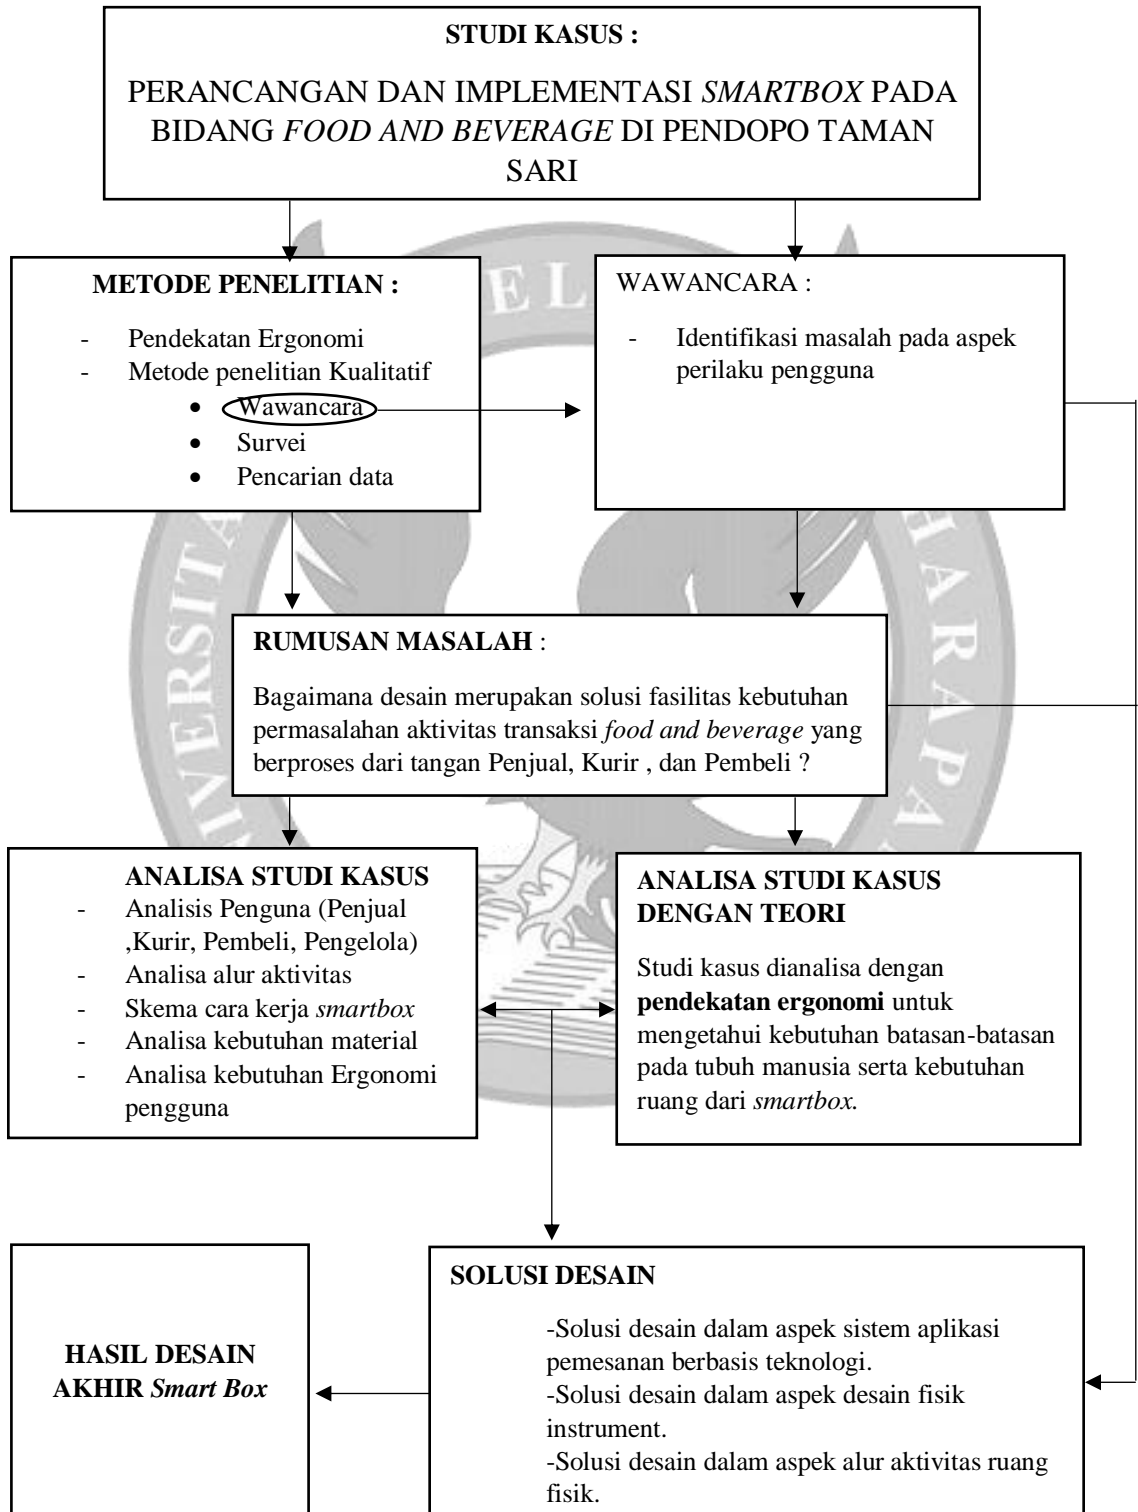 STUDI KASUS :
PERANCANGAN DAN IMPLEMENTASI SMARTBOX PADA
BIDANG FOOD AND BEVERAGE DI PENDOPO TAMAN
SARI
METODE PENELITIAN :
- Pendekatan Ergonomi
- Metode penelitian Kualitatif
• Wawancara
• Survei
• Pencarian data
WAWANCARA :
- Identifikasi masalah pada aspek
perilaku pengguna
RUMUSAN MASALAH :
Bagaimana desain merupakan solusi fasilitas kebutuhan
permasalahan aktivitas transaksi food and beverage yang
berproses dari tangan Penjual, Kurir , dan Pembeli ?
ANALISA STUDI KASUS
- Analisis Penguna (Penjual
,Kurir, Pembeli, Pengelola)
- Analisa alur aktivitas
- Skema cara kerja smartbox
- Analisa kebutuhan material
- Analisa kebutuhan Ergonomi
pengguna
ANALISA STUDI KASUS
DENGAN TEORI
Studi kasus dianalisa dengan
pendekatan ergonomi untuk
mengetahui kebutuhan batasan-batasan
pada tubuh manusia serta kebutuhan
ruang dari smartbox.
HASIL DESAIN
AKHIR Smart Box
SOLUSI DESAIN
-Solusi desain dalam aspek sistem aplikasi
pemesanan berbasis teknologi.
-Solusi desain dalam aspek desain fisik
instrument.
-Solusi desain dalam aspek alur aktivitas ruang
fisik.